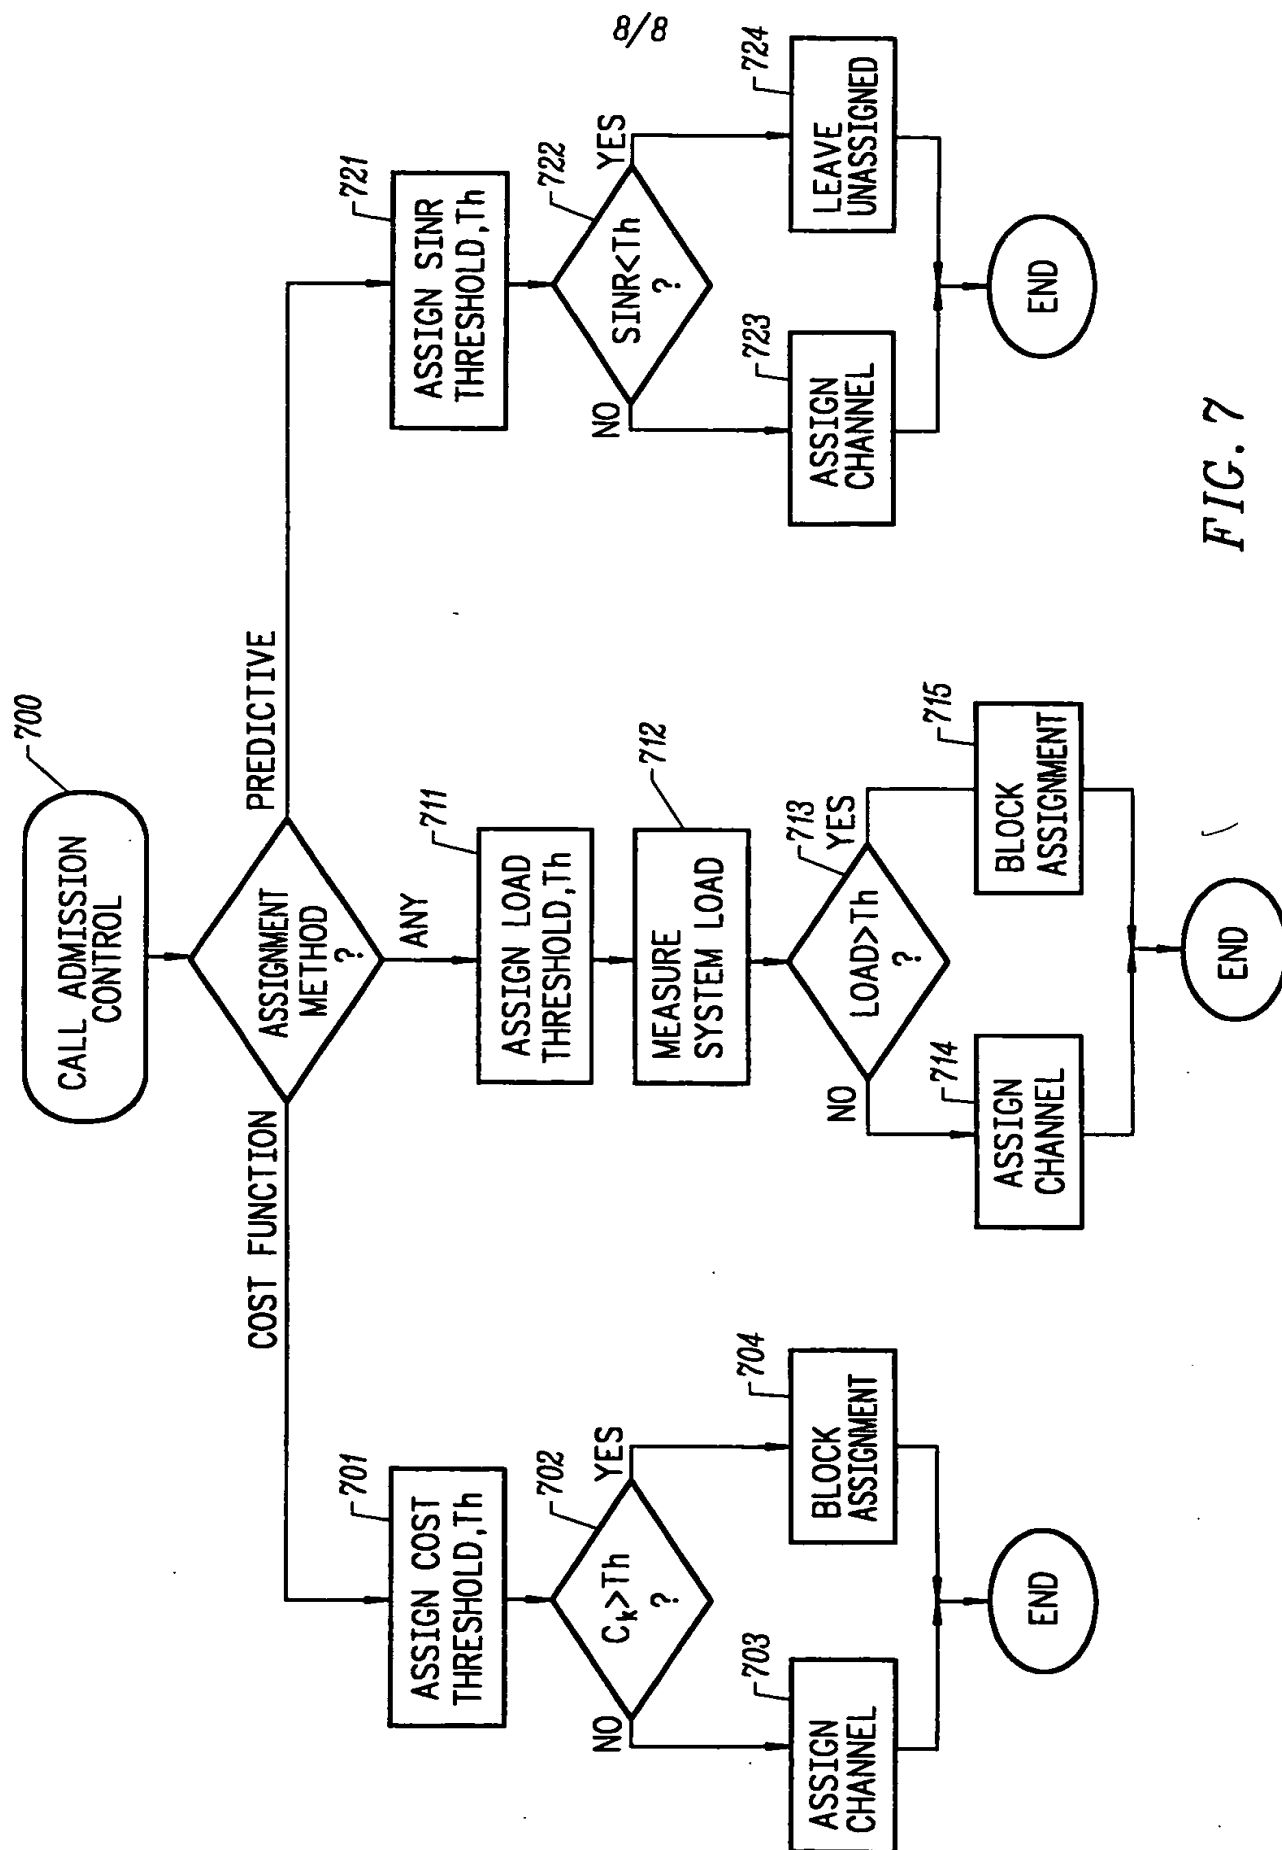 8/8
700
CALL ADMISSION
CONTROL
ASSIGNMENT
METHOD
?
COST FUNCTION
ANY
PREDICTIVE
701
ASSIGN COST
THRESHOLD,Th
702
Ck>Th
?
NO
YES
703
ASSIGN
CHANNEL
704
BLOCK
ASSIGNMENT
END
711
ASSIGN LOAD
THRESHOLD,Th
712
MEASURE
SYSTEM LOAD
713
LOAD>Th
?
NO
YES
714
ASSIGN
CHANNEL
715
BLOCK
ASSIGNMENT
END
721
ASSIGN SINR
THRESHOLD,Th
722
SINR<Th
?
NO
YES
723
ASSIGN
CHANNEL
724
LEAVE
UNASSIGNED
END
FIG. 7